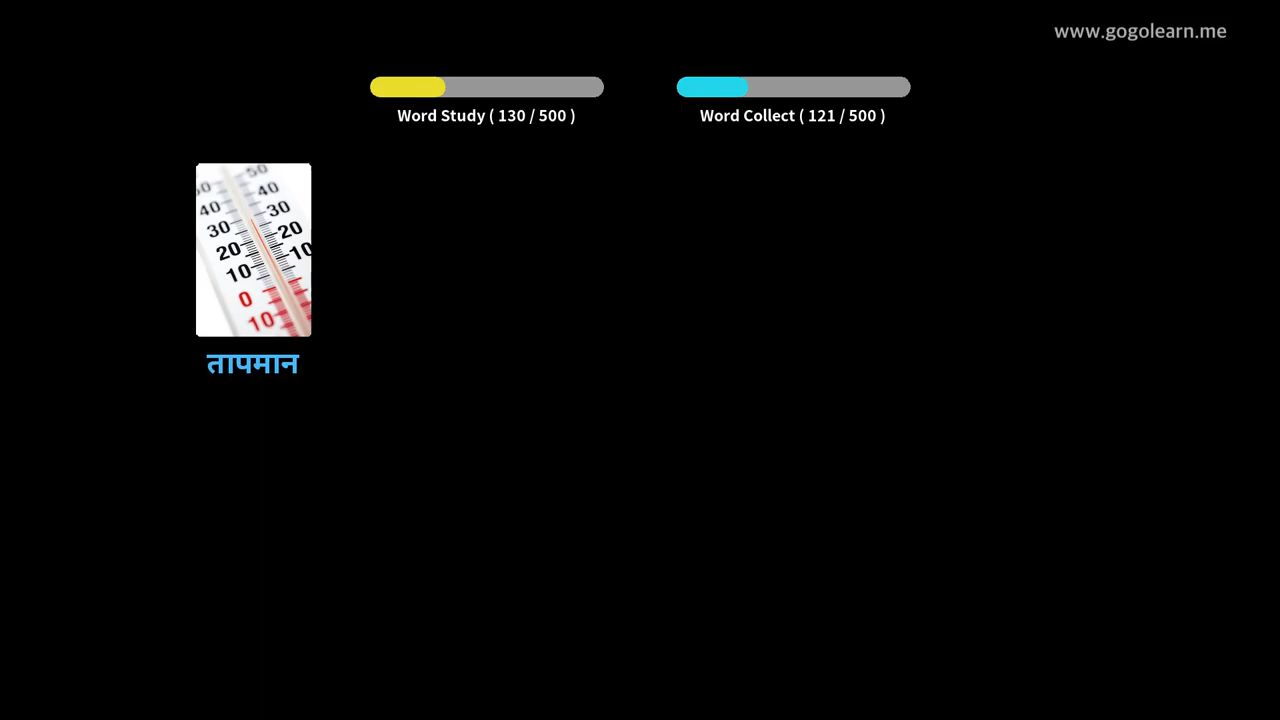 www.gogolearn.me
Word Study ( 130 / 500 )
Word Collect ( 121 / 500 )
50
40
40
30
30
20
20
10
10
0
10
तापमान